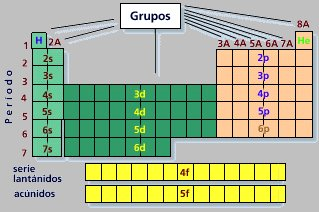 Grupos
8A
H 2A 3A 4A 5A 6A 7A He
Período
1
2 2s 2p
3 3s 3p
4 4s 3d 4p
5 5s 4d 5p
6 6s 5d 6p
7 7s 6d
serie
lantánidos 4f
acúnidos 5f